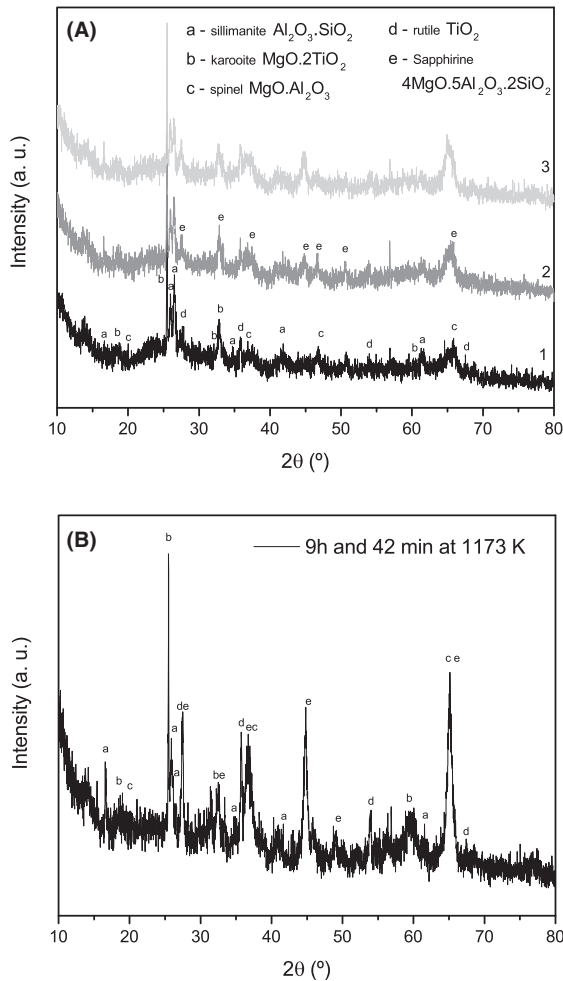 (A)
a - sillimanite Al₂O₃.SiO₂
d - rutile TiO₂
b - karooite MgO.2TiO₂
e - Sapphirine
c - spinel MgO.Al₂O₃
4MgO.5Al₂O₃.2SiO₂
3
e e e e e e
2
b a a
a b c d b b a d c a c d b a c d
1
Intensity (a. u.)
10 20 30 40 50 60 70 80
2θ (º)
(B)
b
9h and 42 min at 1173 K
c e
e
de
d
ec
a
a
a
b c be a a e d b a d
Intensity (a. u.)
10 20 30 40 50 60 70 80
2θ (º)